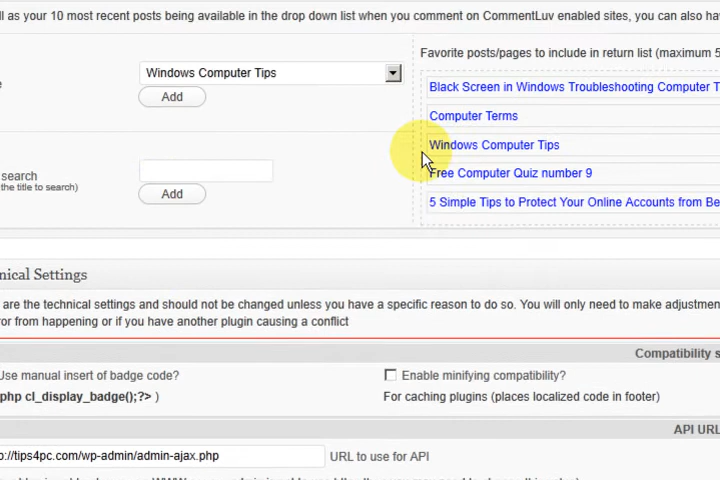 ll as your 10 most recent posts being available in the drop down list when you comment on CommentLuv enabled sites, you can also hav
Favorite posts/pages to include in return list (maximum 5
e
Windows Computer Tips
Add
Black Screen in Windows Troubleshooting Computer T
Computer Terms
Windows Computer Tips
Free Computer Quiz number 9
5 Simple Tips to Protect Your Online Accounts from Be
search
the title to search)
Add
nical Settings
are the technical settings and should not be changed unless you have a specific reason to do so. You will only need to make adjustmen
or from happening or if you have another plugin causing a conflict
Compatibility s
Use manual insert of badge code?
php cl_display_badge();?> )
Enable minifying compatibility?
For caching plugins (places localized code in footer)
API URL
p://tips4pc.com/wp-admin/admin-ajax.php
URL to use for API